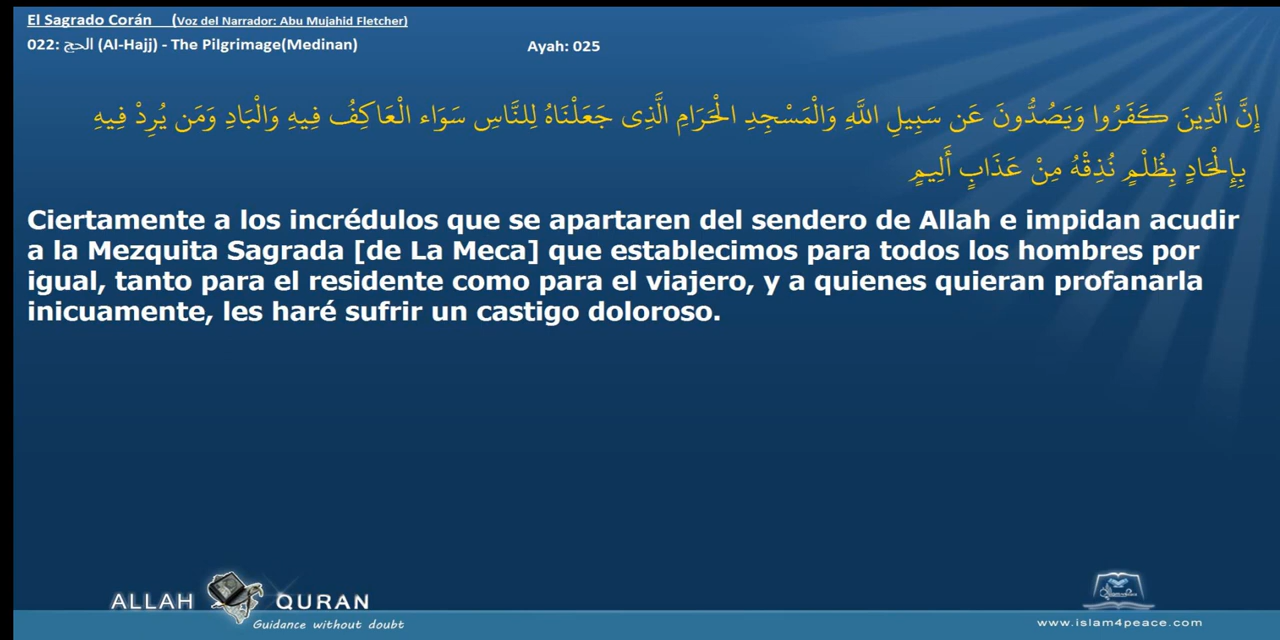 El Sagrado Corán (Voz del Narrador: Abu Mujahid Fletcher)
022: الحج (Al-Hajj) - The Pilgrimage(Medinan) Ayah: 025
إِنَّ الَّذِينَ كَفَرُوا وَيَصُدُّونَ عَن سَبِيلِ اللَّهِ وَالْمَسْجِدِ الْحَرَامِ الَّذِى جَعَلْنَاهُ لِلنَّاسِ سَوَاء الْعَاكِفُ فِيهِ وَالْبَادِ وَمَن يُرِدْ فِيهِ
بِإِلْحَادٍ بِظُلْمٍ نُذِقْهُ مِنْ عَذَابٍ أَلِيمٍ
Ciertamente a los incrédulos que se apartaren del sendero de Allah e impidan acudir
a la Mezquita Sagrada [de La Meca] que establecimos para todos los hombres por
igual, tanto para el residente como para el viajero, y a quienes quieran profanarla
inicuamente, les haré sufrir un castigo doloroso.
ALLAH QURAN
Guidance without doubt
www.islam4peace.com